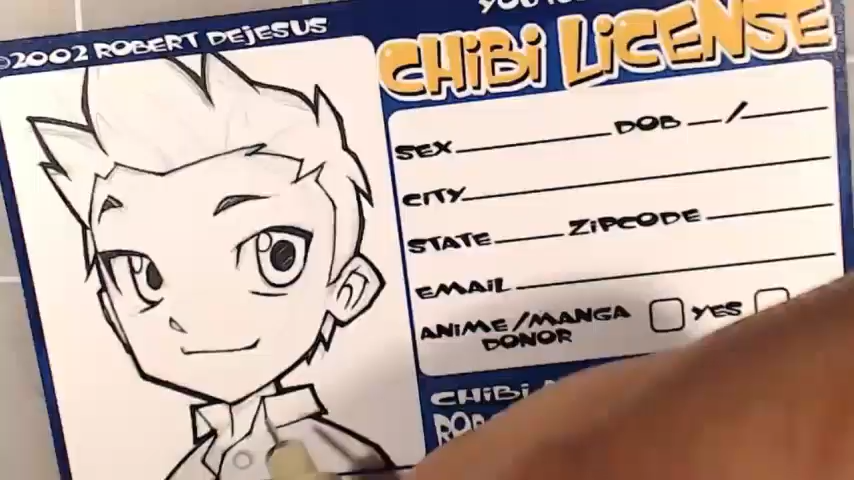 ©2002 ROBERT DEJESUS
CHiBi LiCENSE
SEX DOB /
CITY
STATE ZiPCODE
EMAIL
ANIME/MANGA YES
DONOR
CHiBi